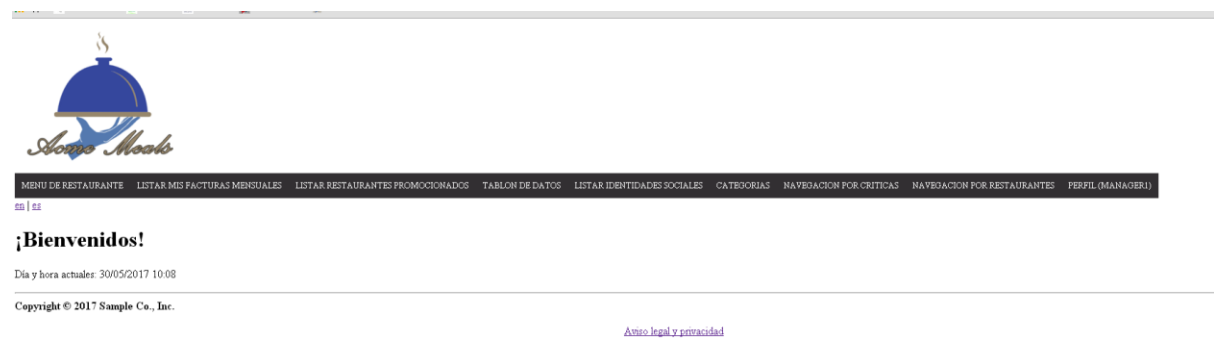 Acme Meals
MENU DE RESTAURANTE LISTAR MIS FACTURAS MENSUALES LISTAR RESTAURANTES PROMOCIONADOS TABLON DE DATOS LISTAR IDENTIDADES SOCIALES CATEGORIAS NAVEGACION POR CRITICAS NAVEGACION POR RESTAURANTES PERFIL (MANAGER1)
en | es
¡Bienvenidos!
Día y hora actuales: 30/05/2017 10:08
Copyright © 2017 Sample Co., Inc.
Aviso legal y privacidad